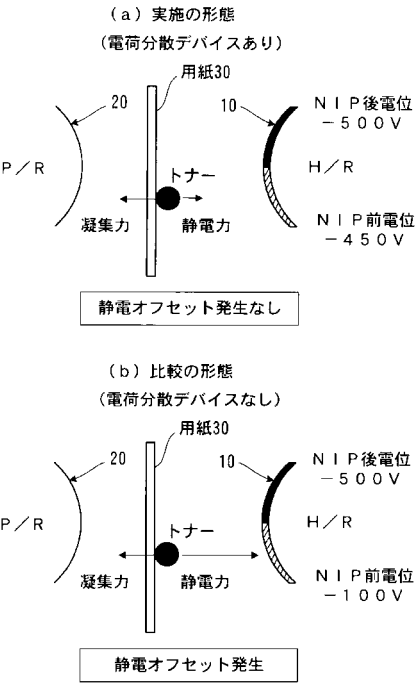 (a)実施の形態
(電荷分散デバイスあり)
用紙30
20
10
NIP後電位
-500V
P/R
H/R
トナー
凝集力
静電力
NIP前電位
-450V
静電オフセット発生なし
(b)比較の形態
(電荷分散デバイスなし)
用紙30
20
10
NIP後電位
-500V
P/R
H/R
トナー
凝集力
静電力
NIP前電位
-100V
静電オフセット発生